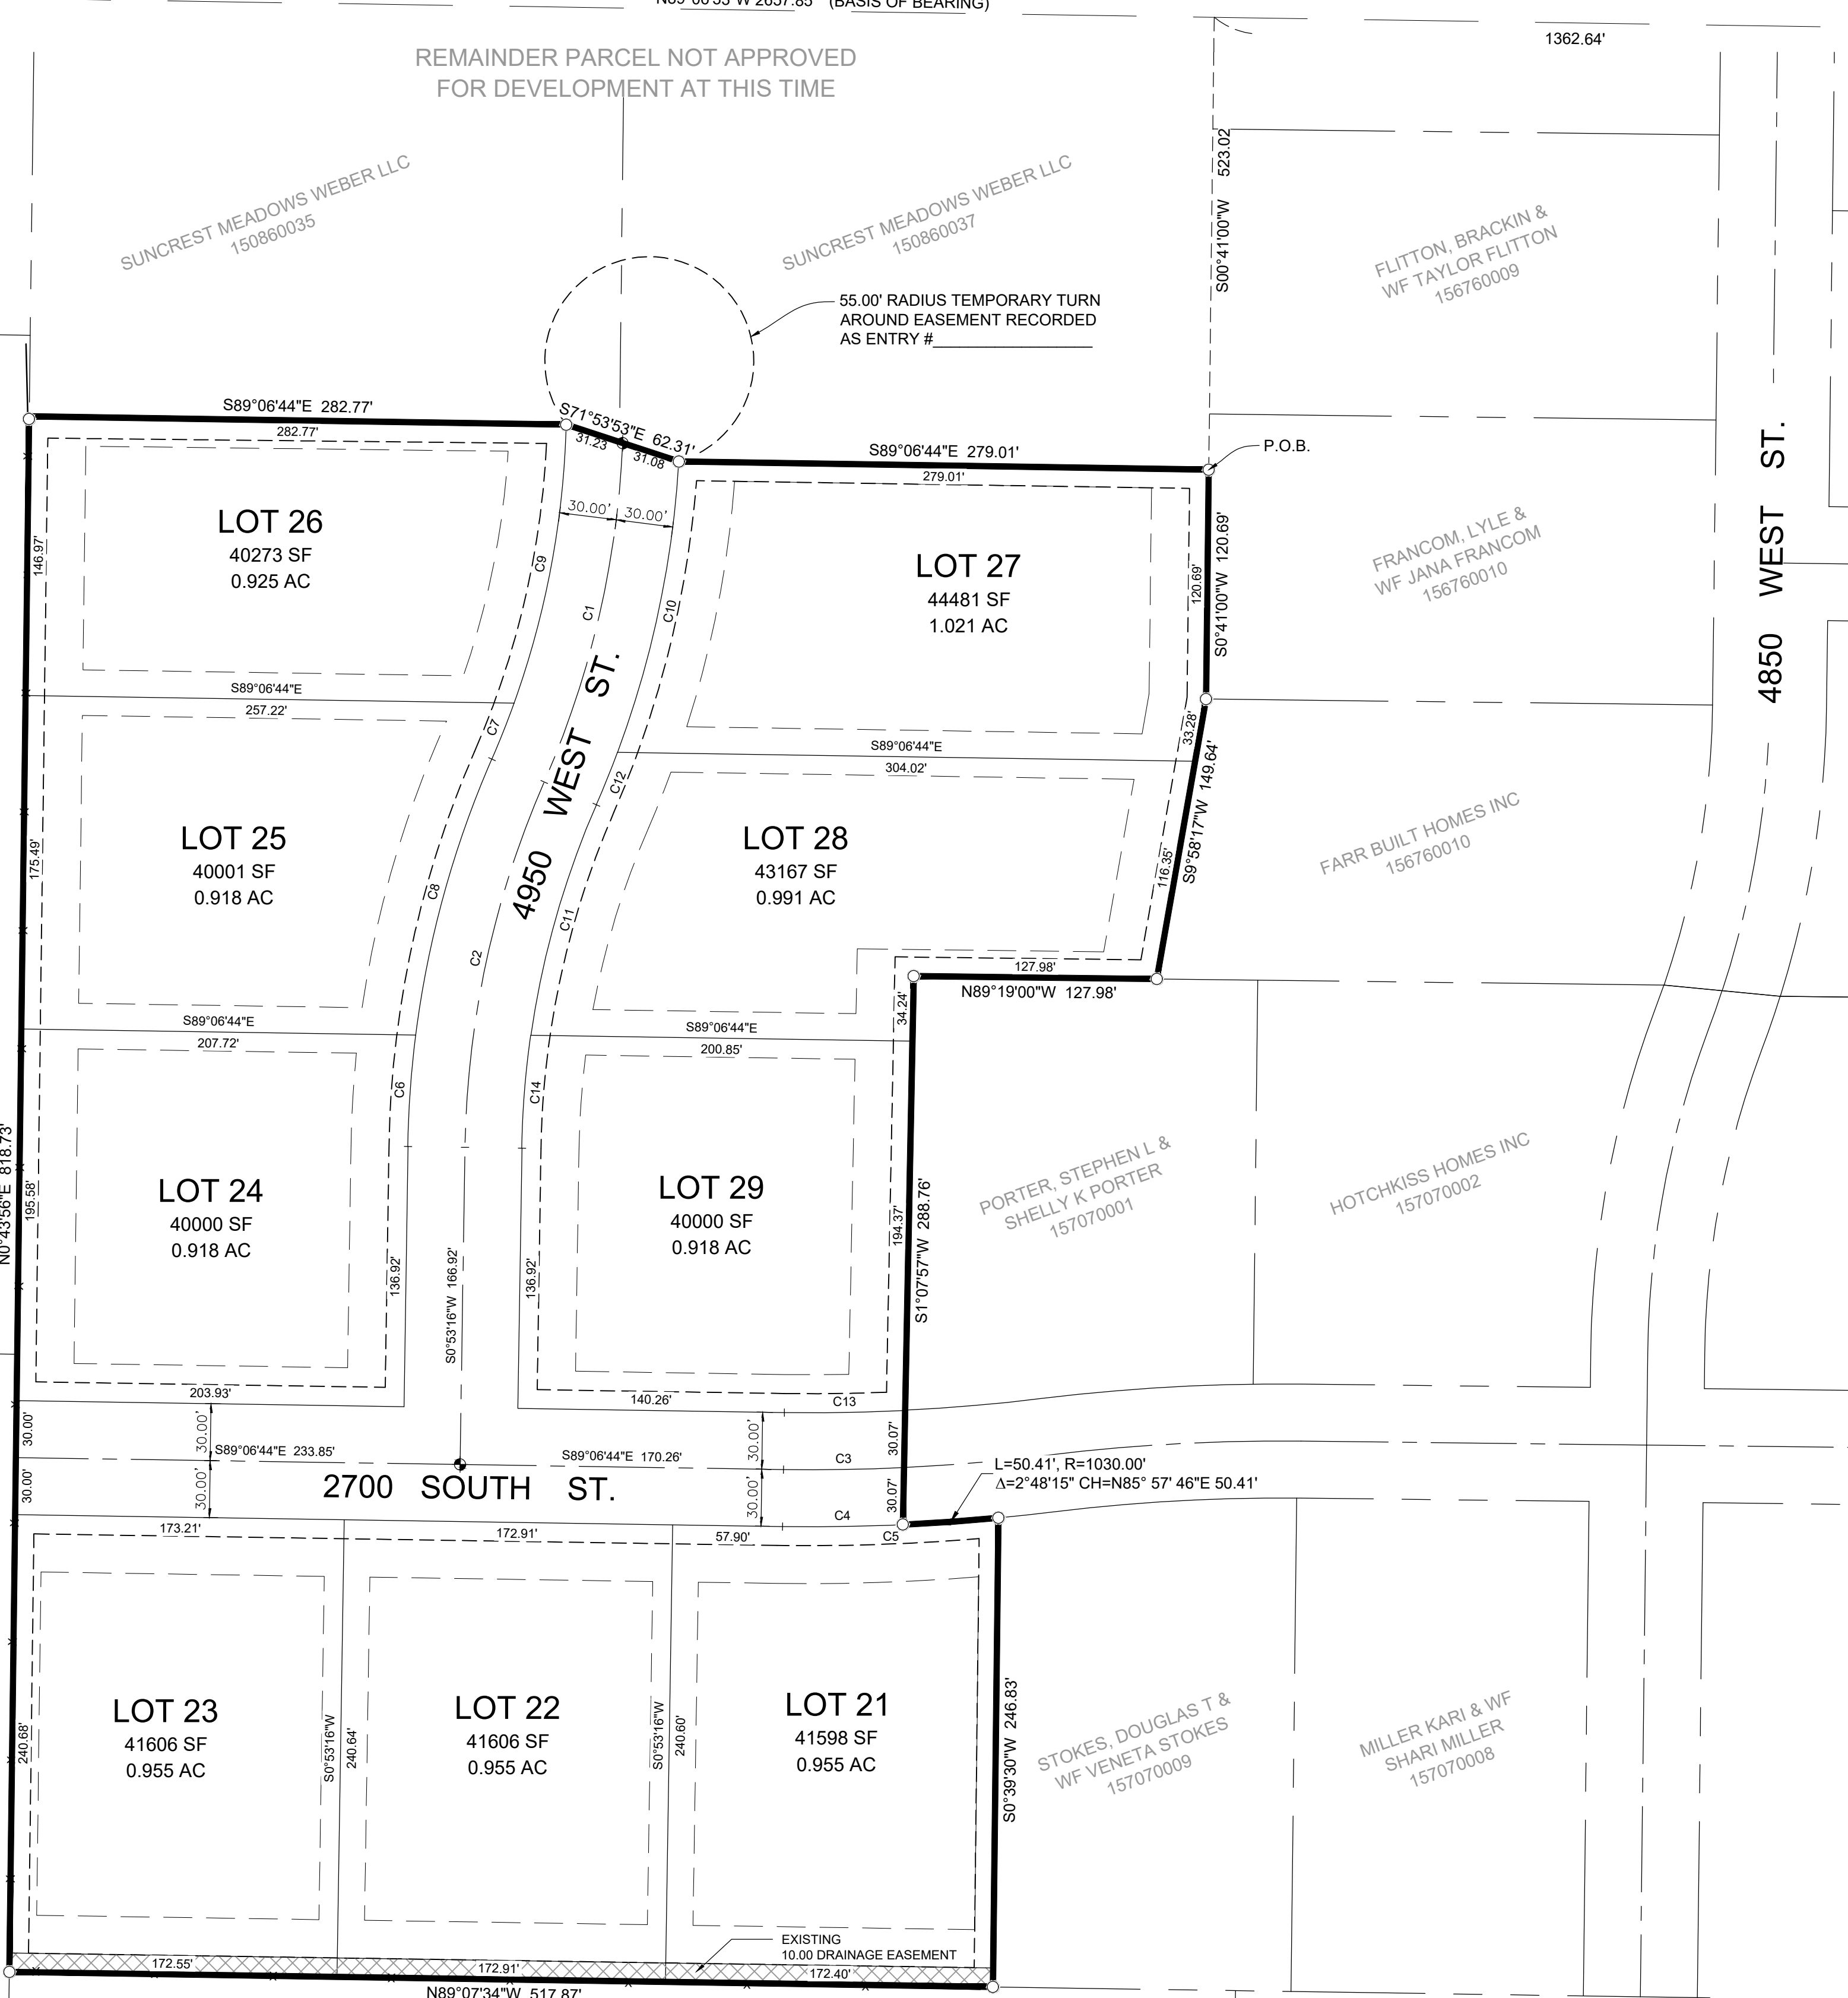 N89°06'53"W 2657.85' (BASIS OF BEARING)
1362.64'
REMAINDER PARCEL NOT APPROVED
FOR DEVELOPMENT AT THIS TIME
SUNCREST MEADOWS WEBER LLC
150860035
SUNCREST MEADOWS WEBER LLC
150860037
S00°41'00"W 523.02
FLITTON, BRACKIN &
WF TAYLOR FLITTON
156760009
55.00' RADIUS TEMPORARY TURN
AROUND EASEMENT RECORDED
AS ENTRY #
S89°06'44"E 282.77'
282.77'
S71°53'53"E 62.31'
31.23
31.08
S89°06'44"E 279.01'
279.01'
P.O.B.
4850 WEST ST.
30.00'
30.00'
LOT 26
40273 SF
0.925 AC
146.97'
C9
C1
C10
LOT 27
44481 SF
1.021 AC
120.69'
S0°41'00"W 120.69'
FRANCOM, LYLE &
WF JANA FRANCOM
156760010
S89°06'44"E
257.22'
C7
4950 WEST ST.
C12
S89°06'44"E
304.02'
33.28'
S9°58'17"W 149.64'
116.35'
FARR BUILT HOMES INC
156760010
LOT 25
40001 SF
0.918 AC
175.49'
C8
C2
C11
LOT 28
43167 SF
0.991 AC
127.98'
N89°19'00"W 127.98'
34.24'
S89°06'44"E
207.72'
S89°06'44"E
200.85'
C6
C14
N0°43'56"E 818.73'
195.58'
LOT 24
40000 SF
0.918 AC
136.92'
S0°53'16"W 166.92'
136.92'
LOT 29
40000 SF
0.918 AC
194.37'
S1°07'57"W 288.76'
PORTER, STEPHEN L &
SHELLY K PORTER
157070001
HOTCHKISS HOMES INC
157070002
203.93'
140.26'
C13
30.00'
30.00'
30.00'
30.07'
S89°06'44"E 233.85'
S89°06'44"E 170.26'
C3
L=50.41', R=1030.00'
Δ=2°48'15" CH=N85° 57' 46"E 50.41'
30.00'
30.00'
2700 SOUTH ST.
30.00'
30.07'
C4
173.21'
172.91'
57.90'
C5
LOT 23
41606 SF
0.955 AC
240.68'
S0°53'16"W
240.64'
LOT 22
41606 SF
0.955 AC
S0°53'16"W
240.60'
LOT 21
41598 SF
0.955 AC
S0°39'30"W 246.83'
STOKES, DOUGLAS T &
WF VENETA STOKES
157070009
MILLER KARI & WF
SHARI MILLER
157070008
EXISTING
10.00 DRAINAGE EASEMENT
172.55'
172.91'
172.40'
N89°07'34"W 517.87'